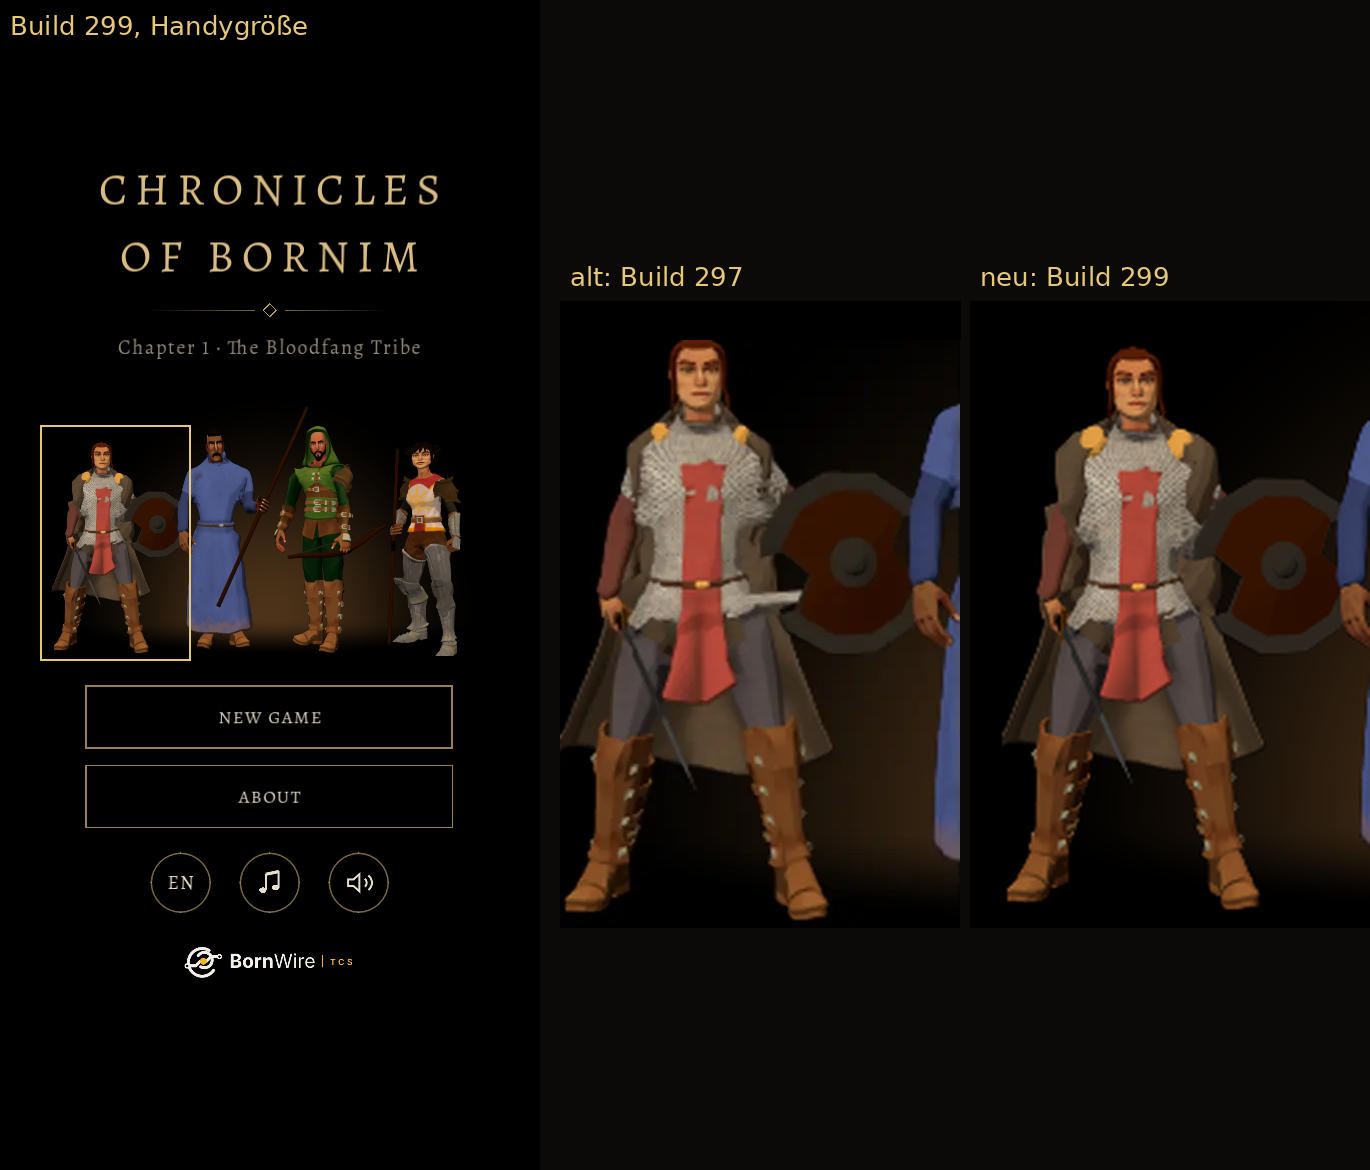 Build 299, Handygröße
CHRONICLES
OF BORNIM
Chapter 1 · The Bloodfang Tribe
NEW GAME
ABOUT
EN
BornWire | TCS
alt: Build 297
neu: Build 299